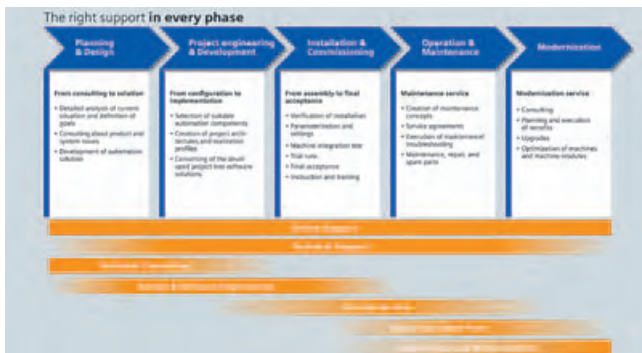 The right support in every phase
Planning
& Design
Project engineering
& Development
Installation &
Commissioning
Operation &
Maintenance
Modernization
From consulting to solution
• Detailed analysis of current
situation and definition of
goals
• Consulting about product and
system issues
• Development of automation
solution
From configuration to
implementation
• Selection of suitable
automation components
• Creation of project archi-
tectures and realization
profiles
• Converting of the devel-
oped project into software
solutions
From assembly to final
acceptance
• Verification of installation
• Parameterization and
settings
• Machine integration test
• Trial runs
• Final acceptance
• Instruction and training
Maintenance service
• Creation of maintenance
concepts
• Service agreements
• Execution of maintenance/
troubleshooting
• Maintenance, repair, and
spare parts
Modernization service
• Consulting
• Planning and execution
of retrofits
• Upgrades
• Optimization of machines
and machine modules
Online Support
Technical Support
Technical Consulting